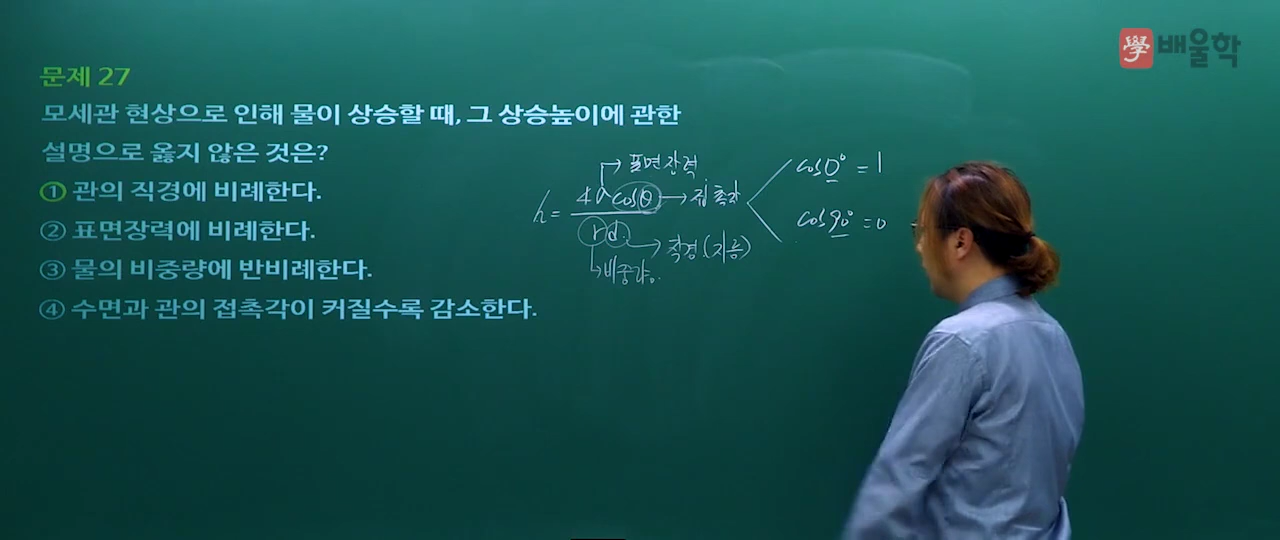 學 배울학
문제 27
모세관 현상으로 인해 물이 상승할 때, 그 상승높이에 관한
설명으로 옳지 않은 것은?
① 관의 직경에 비례한다.
② 표면장력에 비례한다.
③ 물의 비중량에 반비례한다.
④ 수면과 관의 접촉각이 커질수록 감소한다.
표면장력
h = 4σcosθ / rd
접촉각
직경(지름)
비중량
cos0° = 1
cos90° = 0